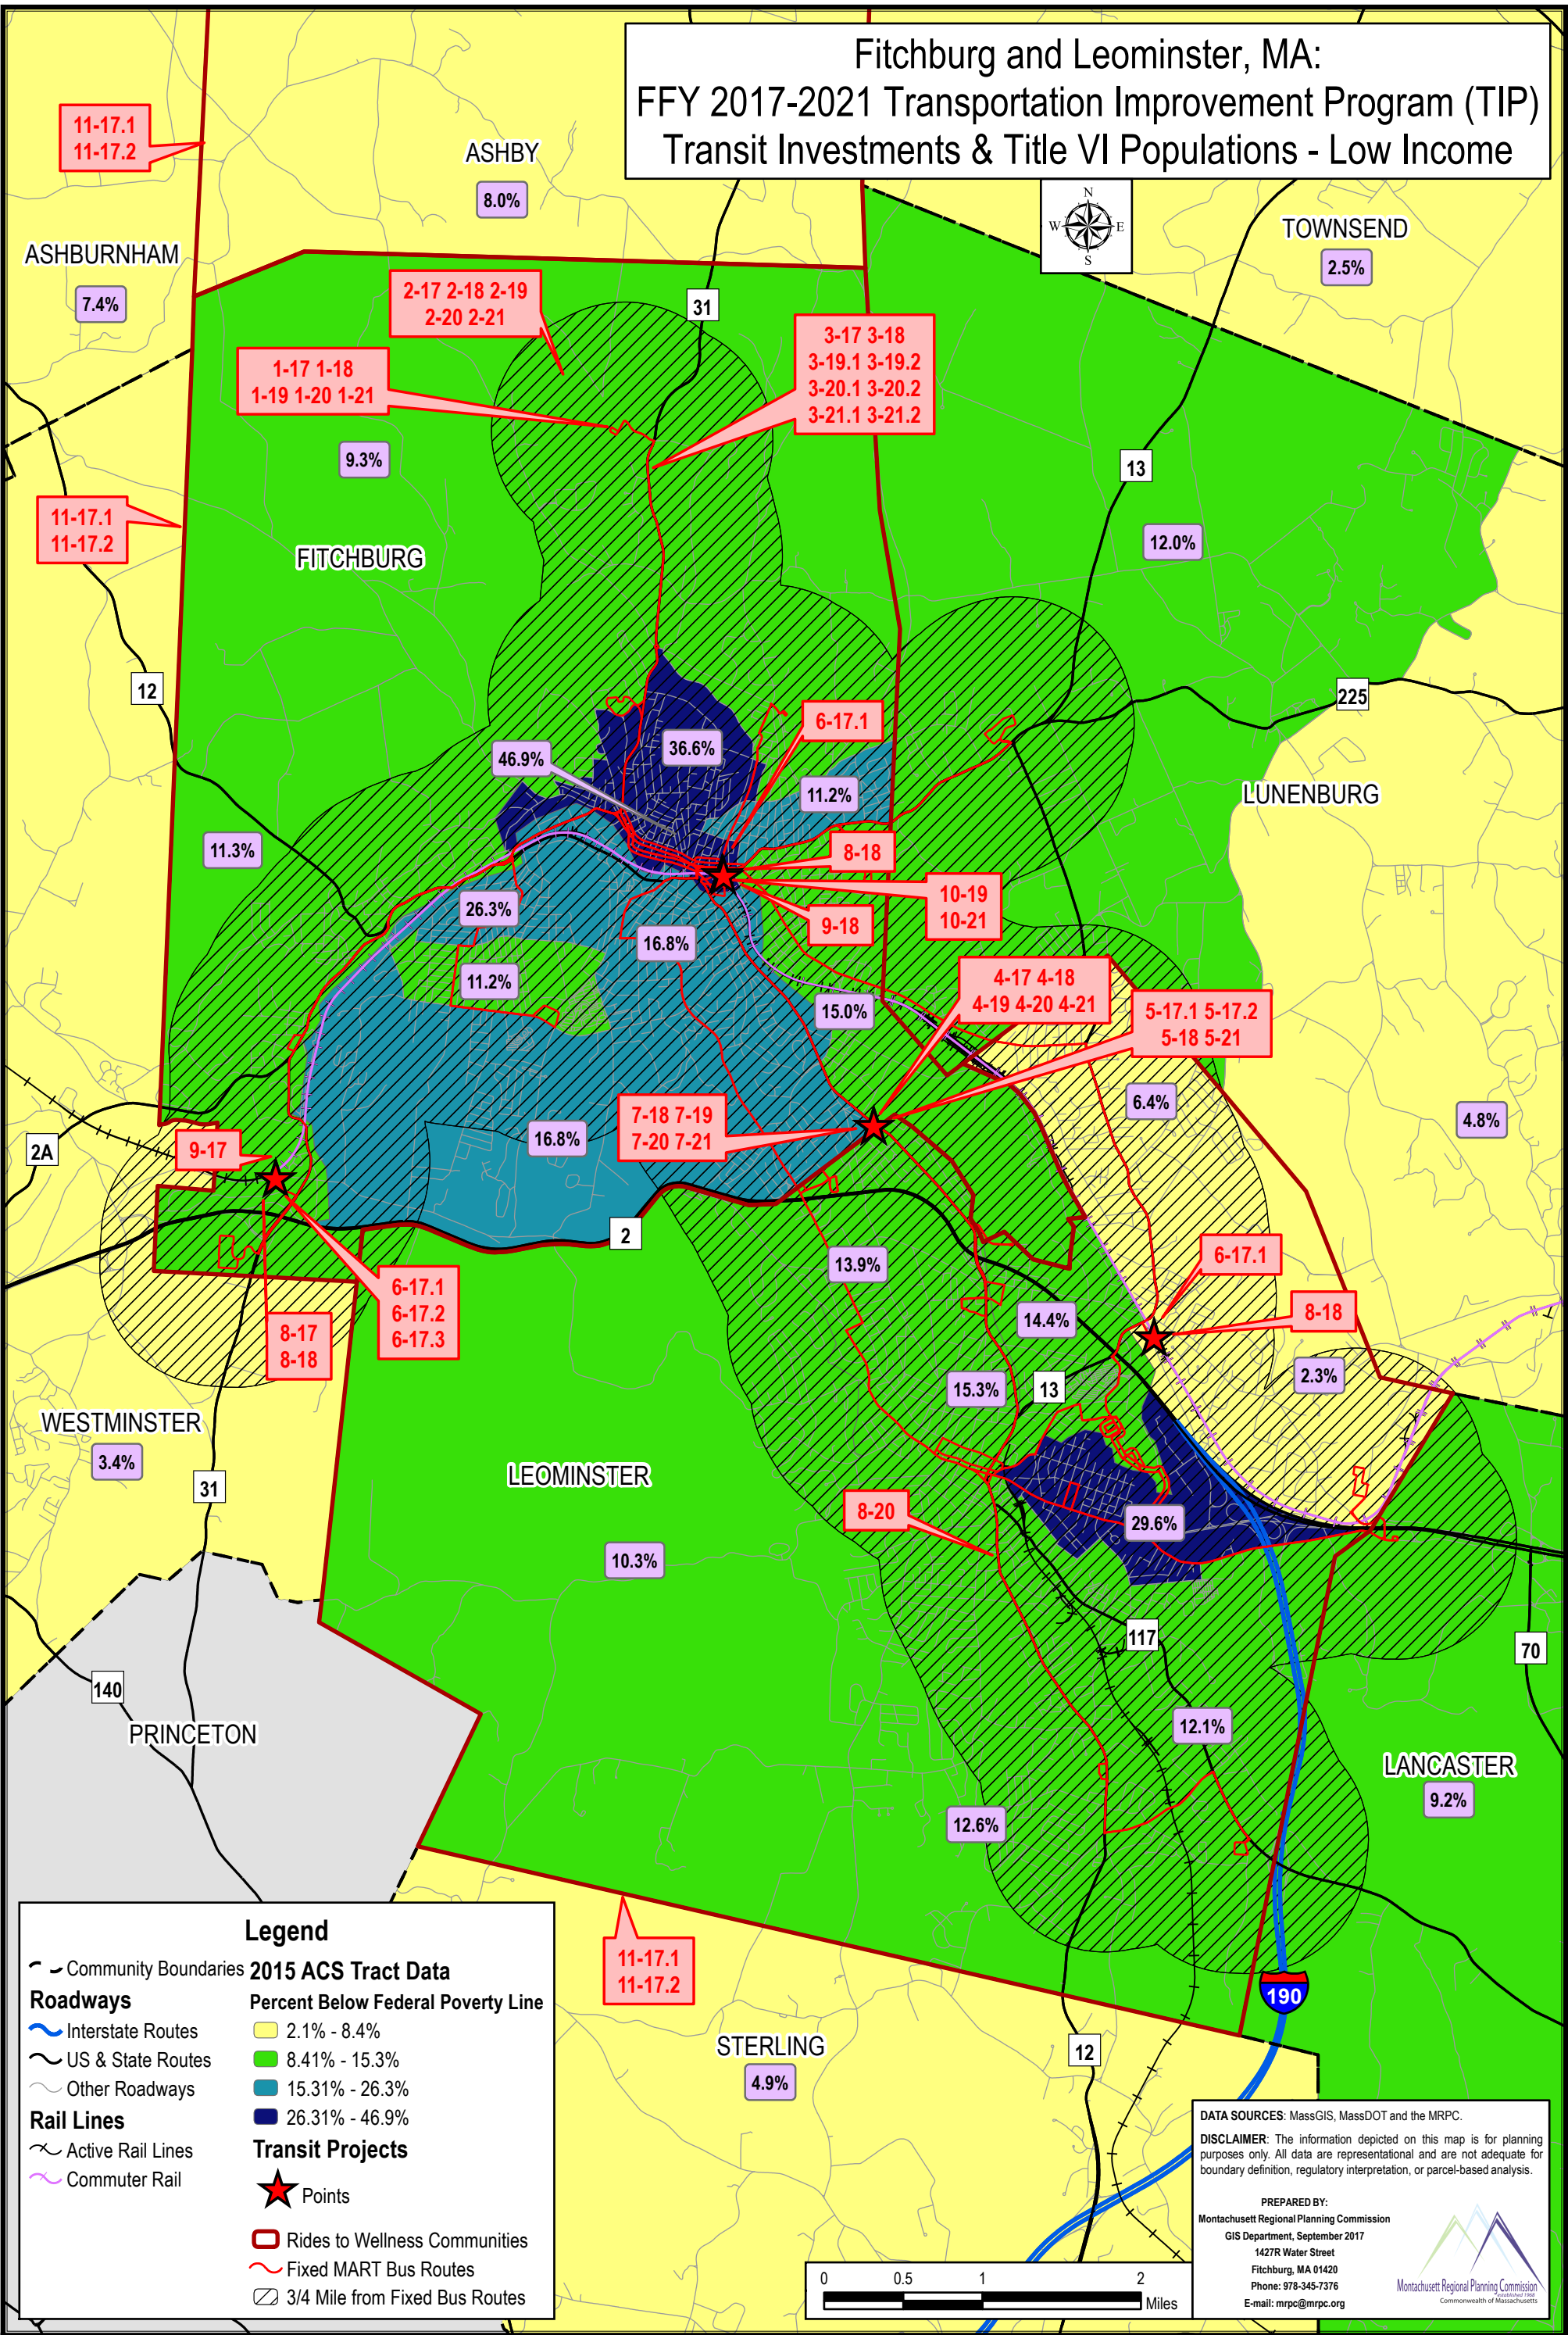 Fitchburg and Leominster, MA:
FFY 2017-2021 Transportation Improvement Program (TIP)
Transit Investments & Title VI Populations - Low Income
N
W E
S
11-17.1
11-17.2
ASHBY
8.0%
ASHBURNHAM
7.4%
TOWNSEND
2.5%
2-17 2-18 2-19
2-20 2-21
31
3-17 3-18
3-19.1 3-19.2
3-20.1 3-20.2
3-21.1 3-21.2
1-17 1-18
1-19 1-20 1-21
9.3%
13
11-17.1
11-17.2
FITCHBURG
12.0%
12
225
6-17.1
36.6%
46.9%
11.2%
LUNENBURG
11.3%
8-18
10-19
10-21
9-18
26.3%
16.8%
11.2%
15.0%
4-17 4-18
4-19 4-20 4-21
5-17.1 5-17.2
5-18 5-21
6.4%
4.8%
7-18 7-19
7-20 7-21
16.8%
2A
9-17
2
13.9%
6-17.1
6-17.1
6-17.2
6-17.3
8-17
8-18
14.4%
8-18
2.3%
15.3%
13
WESTMINSTER
3.4%
31
LEOMINSTER
8-20
29.6%
10.3%
117
70
140
PRINCETON
12.1%
LANCASTER
9.2%
12.6%
11-17.1
11-17.2
190
STERLING
4.9%
12
Legend
Community Boundaries
Roadways
Interstate Routes
US & State Routes
Other Roadways
Rail Lines
Active Rail Lines
Commuter Rail
2015 ACS Tract Data
Percent Below Federal Poverty Line
2.1% - 8.4%
8.41% - 15.3%
15.31% - 26.3%
26.31% - 46.9%
Transit Projects
Points
Rides to Wellness Communities
Fixed MART Bus Routes
3/4 Mile from Fixed Bus Routes
0 0.5 1 2
Miles
DATA SOURCES: MassGIS, MassDOT and the MRPC.
DISCLAIMER: The information depicted on this map is for planning
purposes only. All data are representational and are not adequate for
boundary definition, regulatory interpretation, or parcel-based analysis.
PREPARED BY:
Montachusett Regional Planning Commission
GIS Department, September 2017
1427R Water Street
Fitchburg, MA 01420
Phone: 978-345-7376
E-mail: mrpc@mrpc.org
Montachusett Regional Planning Commission
established 1968
Commonwealth of Massachusetts